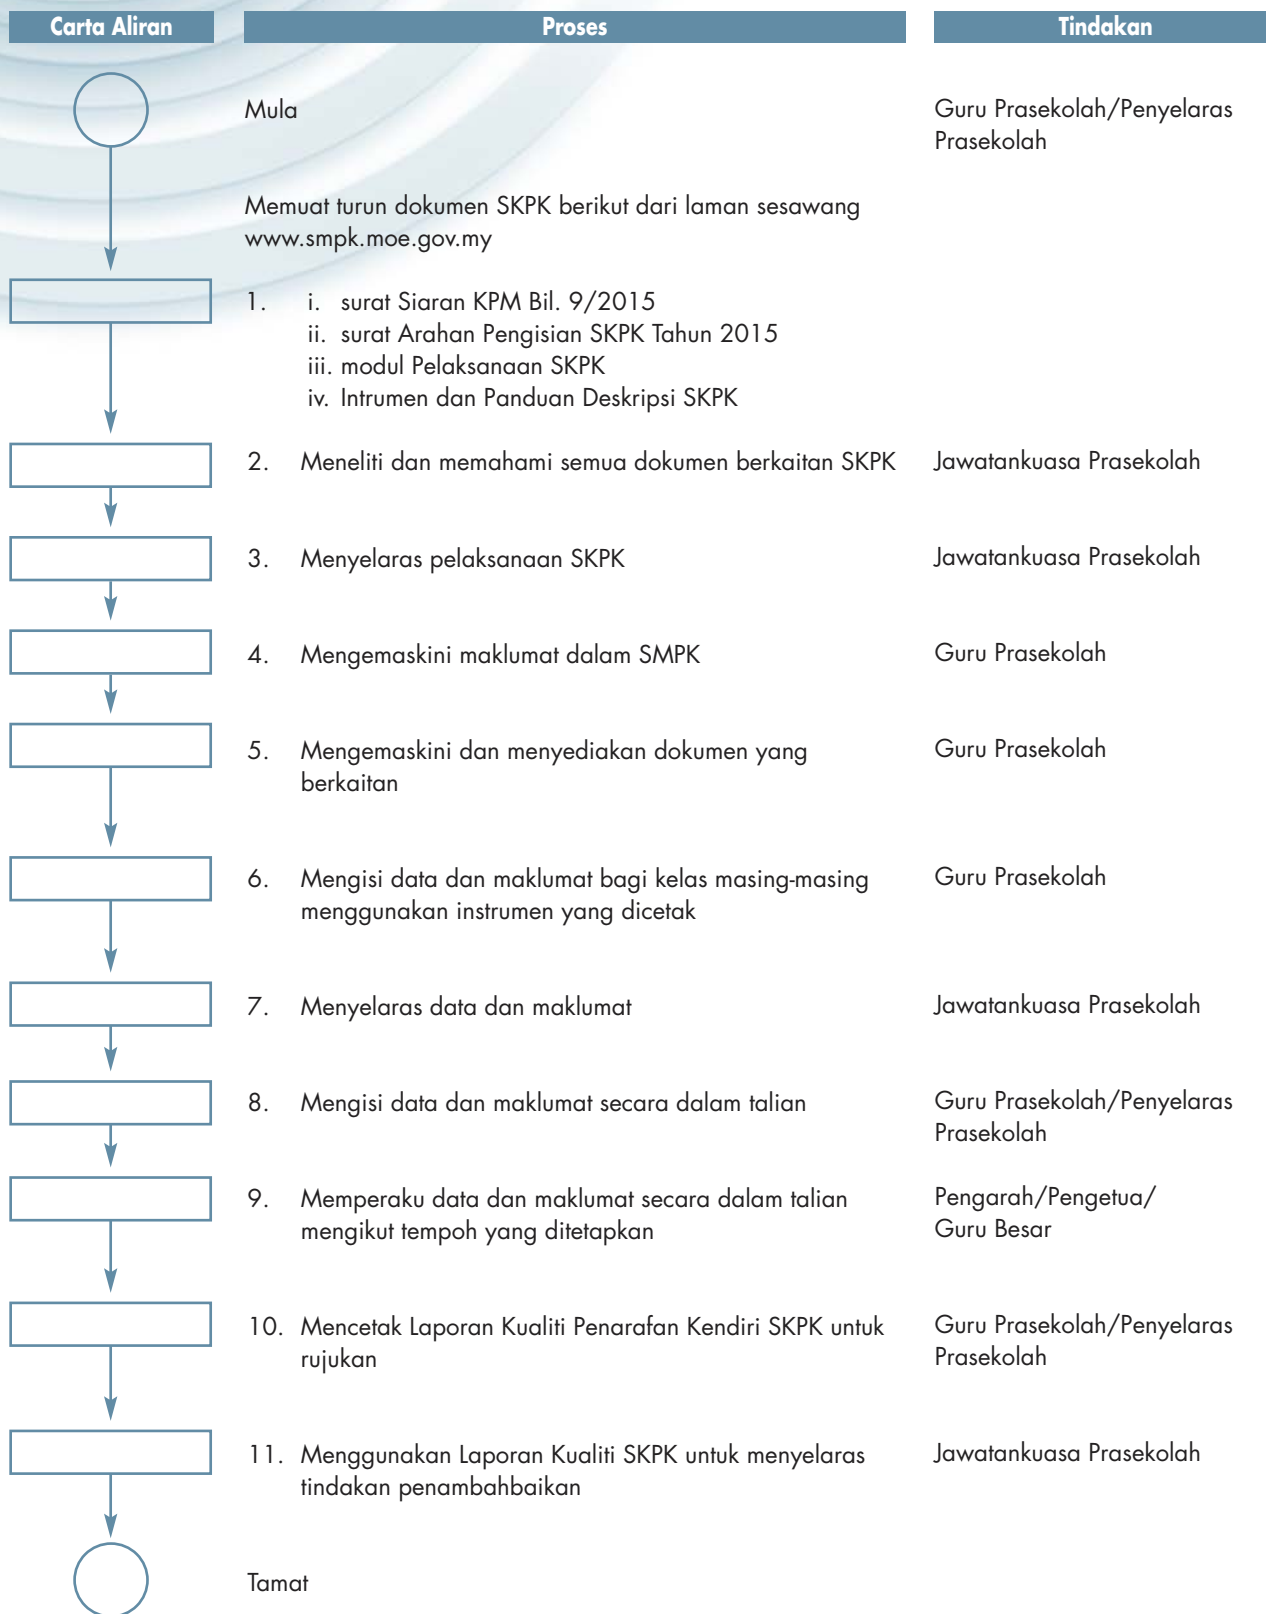 Carta Aliran
Proses
Tindakan
Mula
Guru Prasekolah/Penyelaras
Prasekolah
Memuat turun dokumen SKPK berikut dari laman sesawang
www.smpk.moe.gov.my
1. i. surat Siaran KPM Bil. 9/2015
ii. surat Arahan Pengisian SKPK Tahun 2015
iii. modul Pelaksanaan SKPK
iv. Intrumen dan Panduan Deskripsi SKPK
2. Meneliti dan memahami semua dokumen berkaitan SKPK
Jawatankuasa Prasekolah
3. Menyelaras pelaksanaan SKPK
Jawatankuasa Prasekolah
4. Mengemaskini maklumat dalam SMPK
Guru Prasekolah
5. Mengemaskini dan menyediakan dokumen yang
berkaitan
Guru Prasekolah
6. Mengisi data dan maklumat bagi kelas masing-masing
menggunakan instrumen yang dicetak
Guru Prasekolah
7. Menyelaras data dan maklumat
Jawatankuasa Prasekolah
8. Mengisi data dan maklumat secara dalam talian
Guru Prasekolah/Penyelaras
Prasekolah
9. Memperaku data dan maklumat secara dalam talian
mengikut tempoh yang ditetapkan
Pengarah/Pengetua/
Guru Besar
10. Mencetak Laporan Kualiti Penarafan Kendiri SKPK untuk
rujukan
Guru Prasekolah/Penyelaras
Prasekolah
11. Menggunakan Laporan Kualiti SKPK untuk menyelaras
tindakan penambahbaikan
Jawatankuasa Prasekolah
Tamat